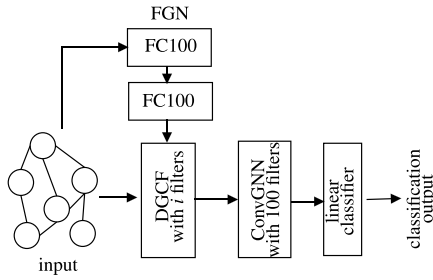 FGN
FC100
FC100
DGCF
with i filters
ConvGNN
with 100 filters
linear
classifier
classification
output
input